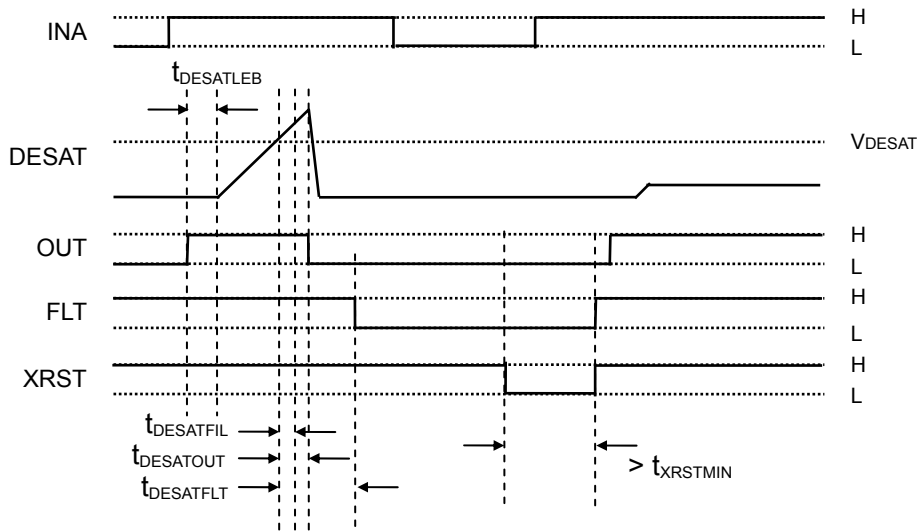 INA
H
L
tDESATLEB
DESAT
VDESAT
OUT
H
L
FLT
H
L
XRST
H
L
tDESATFIL
tDESATOUT
tDESATFLT
> tXRSTMIN